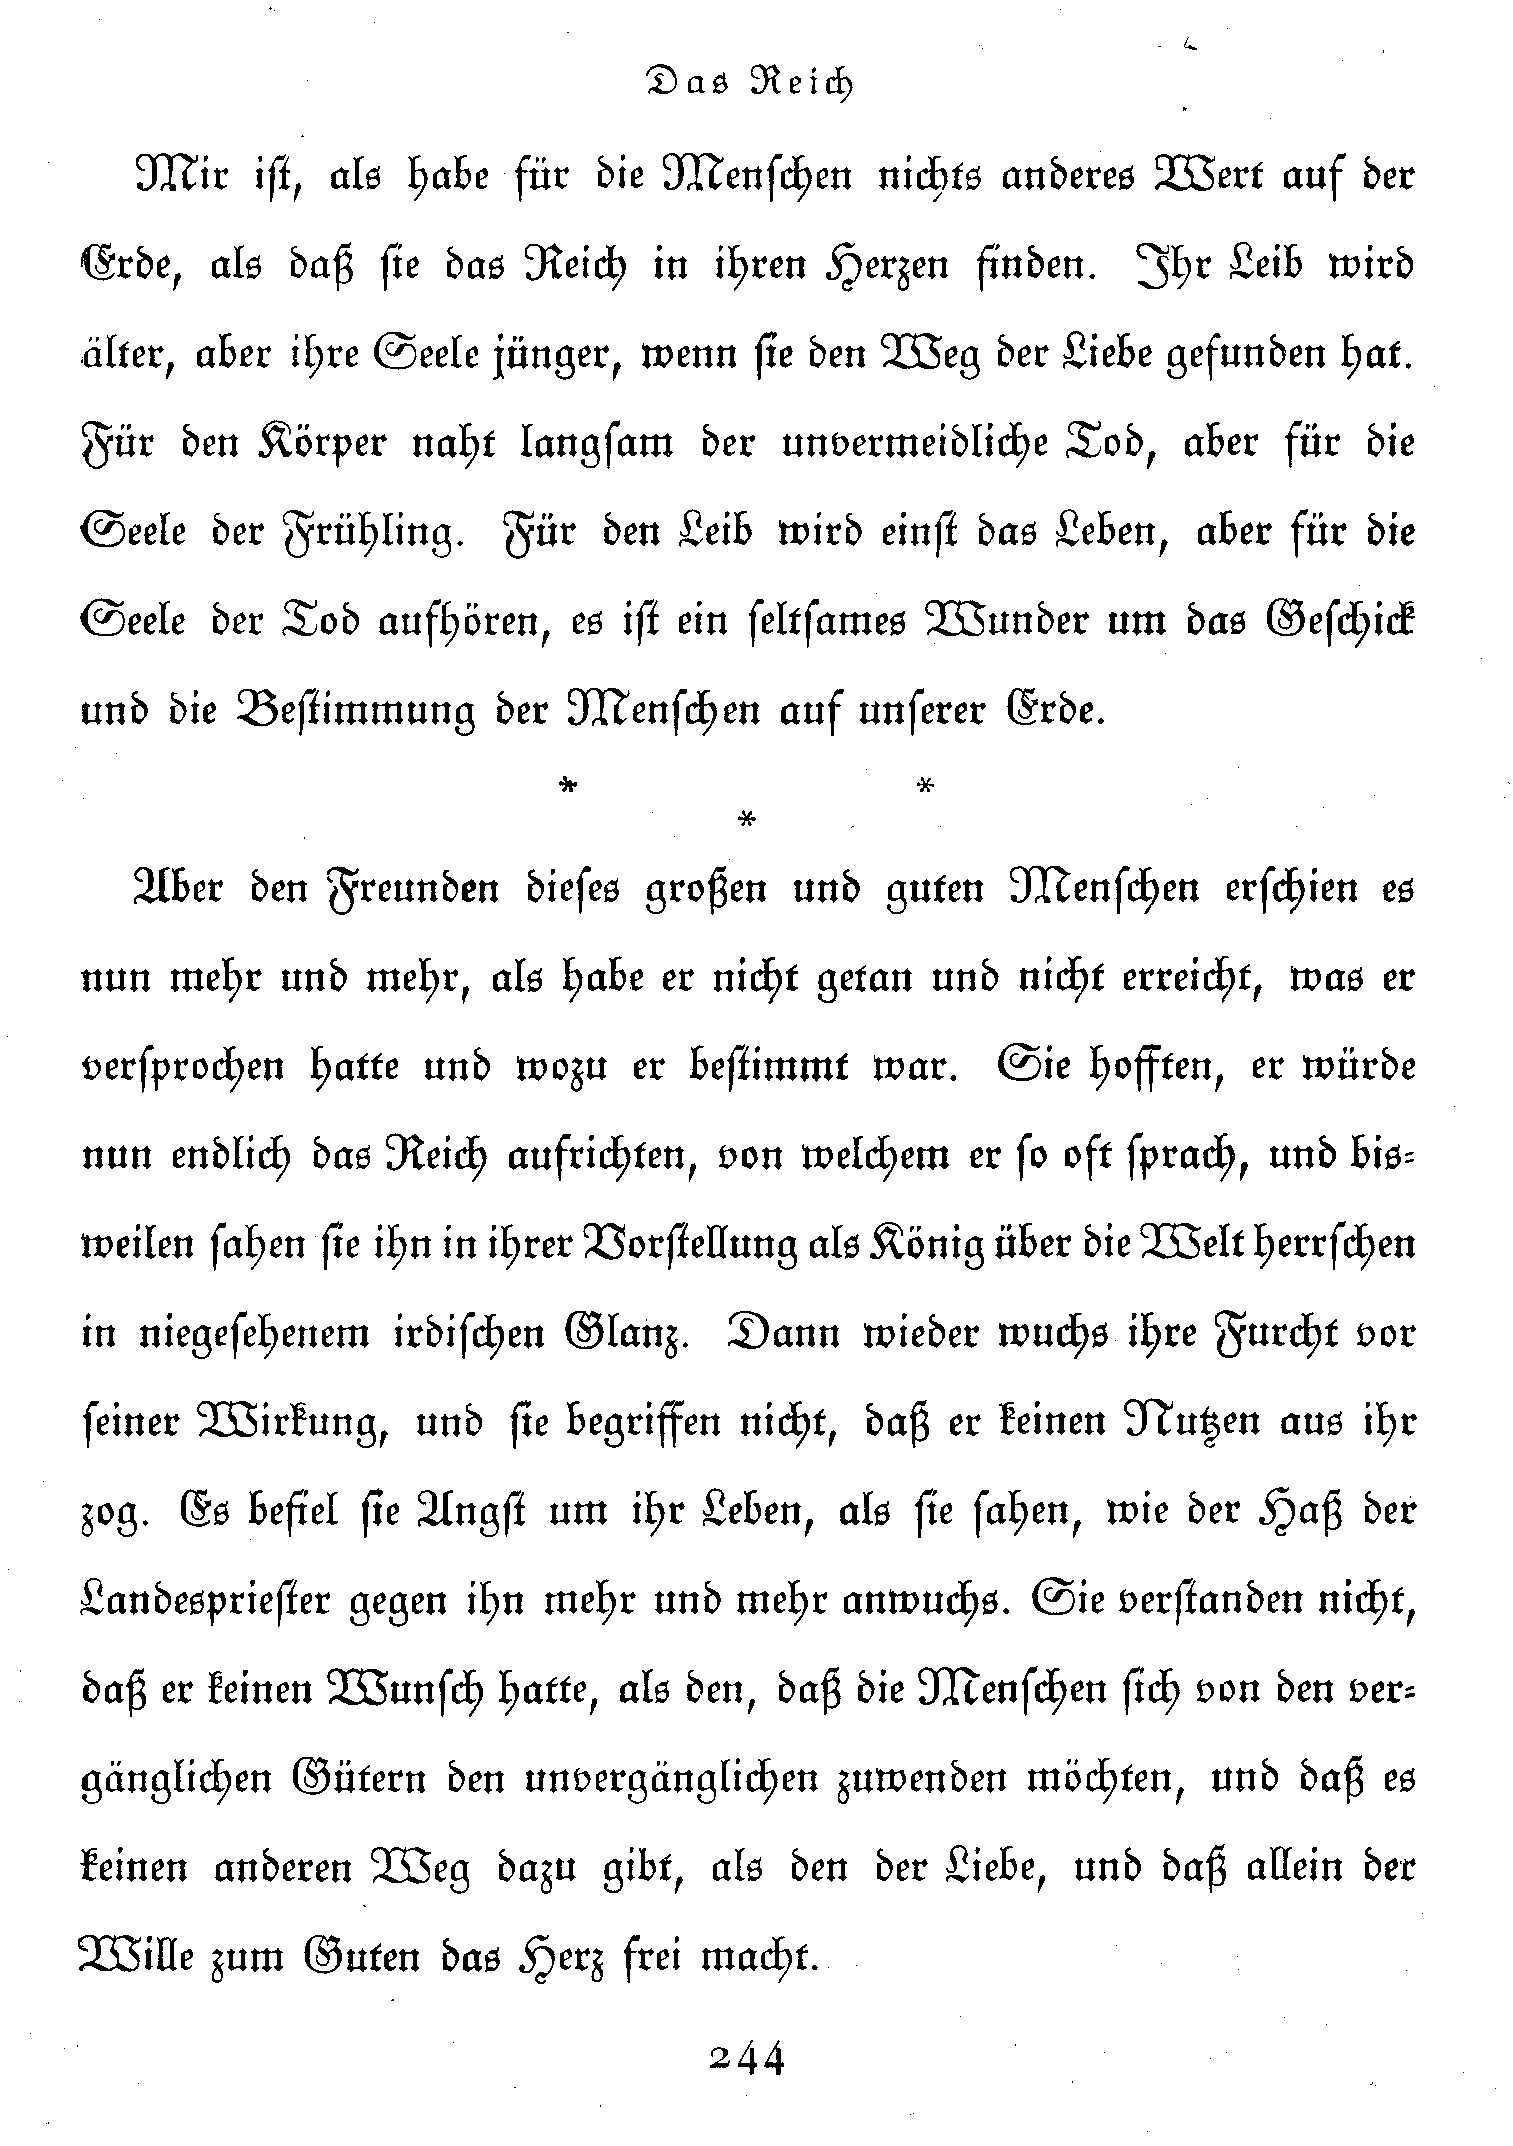 Das Reich
Mir ist, als habe für die Menschen nichts anderes Wert auf der
Erde, als daß sie das Reich in ihren Herzen finden. Ihr Leib wird
älter, aber ihre Seele jünger, wenn sie den Weg der Liebe gefunden hat.
Für den Körper naht langsam der unvermeidliche Tod, aber für die
Seele der Frühling. Für den Leib wird einst das Leben, aber für die
Seele der Tod aufhören, es ist ein seltsames Wunder um das Geschick
und die Bestimmung der Menschen auf unserer Erde.
* *
*
Aber den Freunden dieses großen und guten Menschen erschien es
nun mehr und mehr, als habe er nicht getan und nicht erreicht, was er
versprochen hatte und wozu er bestimmt war. Sie hofften, er würde
nun endlich das Reich aufrichten, von welchem er so oft sprach, und bis-
weilen sahen sie ihn in ihrer Vorstellung als König über die Welt herrschen
in niegesehenem irdischen Glanz. Dann wieder wuchs ihre Furcht vor
seiner Wirkung, und sie begriffen nicht, daß er keinen Nutzen aus ihr
zog. Es befiel sie Angst um ihr Leben, als sie sahen, wie der Haß der
Landespriester gegen ihn mehr und mehr anwuchs. Sie verstanden nicht,
daß er keinen Wunsch hatte, als den, daß die Menschen sich von den ver-
gänglichen Gütern den unvergänglichen zuwenden möchten, und daß es
keinen anderen Weg dazu gibt, als den der Liebe, und daß allein der
Wille zum Guten das Herz frei macht.
244